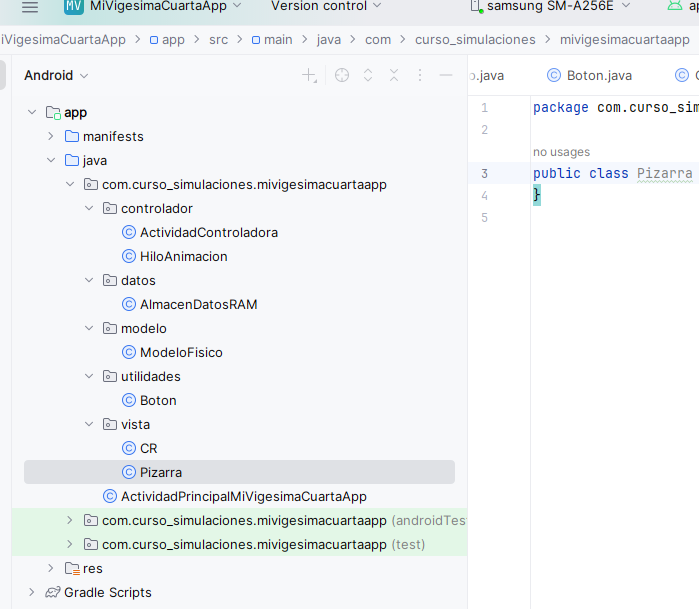 MV MiVigesimaCuartaApp Version control samsung SM-A256E
iVigesimaCuartaApp > app > src > main > java > com > curso_simulaciones > mivigesimacuartaapp
Android
app
manifests
java
com.curso_simulaciones.mivigesimacuartaapp
controlador
ActividadControladora
HiloAnimacion
datos
AlmacenDatosRAM
modelo
ModeloFisico
utilidades
Boton
vista
CR
Pizarra
ActividadPrincipalMiVigesimaCuartaApp
com.curso_simulaciones.mivigesimacuartaapp (androidTes
com.curso_simulaciones.mivigesimacuartaapp (test)
res
Gradle Scripts
o.java Boton.java
1 package com.curso_sim
2
no usages
3 public class Pizarra
4 }
5